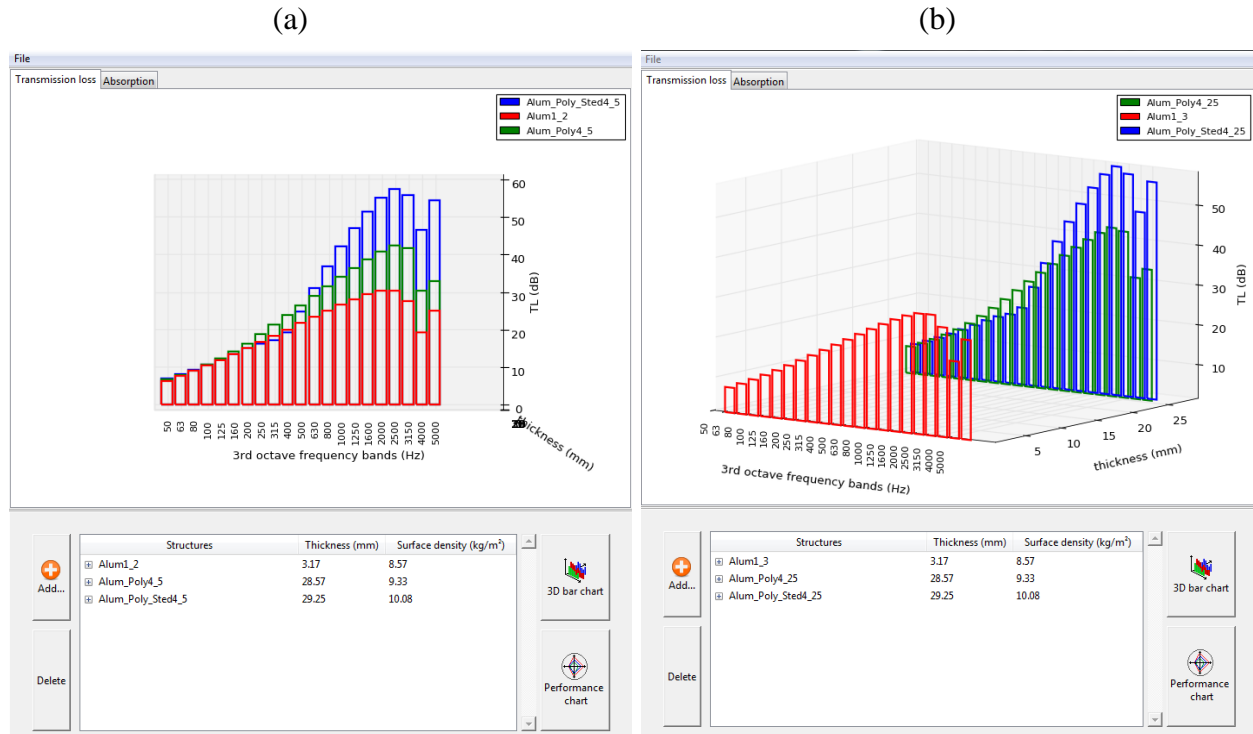 (a)
File
Transmission loss Absorption
Alum_Poly_Sted4_5
Alum1_2
Alum_Poly4_5
60
50
40
30
20
10
0
TL (dB)
thickness (mm)
50 63 80 100 125 160 200 250 315 400 500 630 800 1000 1250 1600 2000 2500 3150 4000 5000
3rd octave frequency bands (Hz)
Add...
Delete
Structures Thickness (mm) Surface density (kg/m²)
Alum1_2 3.17 8.57
Alum_Poly4_5 28.57 9.33
Alum_Poly_Sted4_5 29.25 10.08
3D bar chart
Performance
chart
(b)
File
Transmission loss Absorption
Alum_Poly4_25
Alum1_3
Alum_Poly_Sted4_25
50
40
30
20
10
TL (dB)
5 10 15 20 25
thickness (mm)
50 63 80 100 125 160 200 250 315 400 500 630 800 1000 1250 1600 2000 2500 3150 4000 5000
3rd octave frequency bands (Hz)
Add...
Delete
Structures Thickness (mm) Surface density (kg/m²)
Alum1_3 3.17 8.57
Alum_Poly4_25 28.57 9.33
Alum_Poly_Sted4_25 29.25 10.08
3D bar chart
Performance
chart